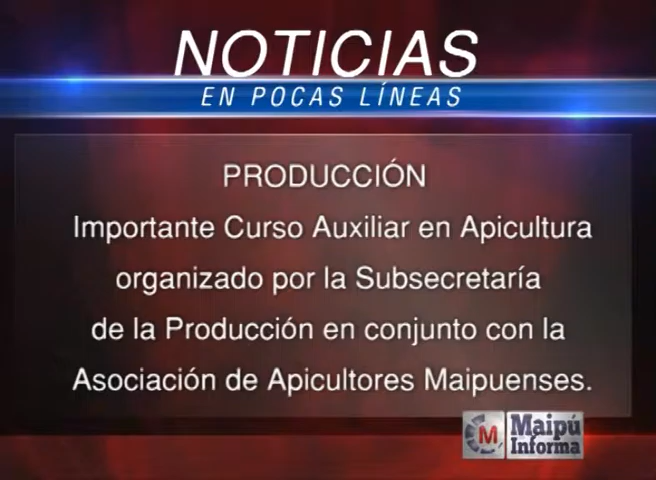 NOTICIAS
EN POCAS LÍNEAS
PRODUCCIÓN
Importante Curso Auxiliar en Apicultura
organizado por la Subsecretaría
de la Producción en conjunto con la
Asociación de Apicultores Maipuenses.
M Maipú
Informa